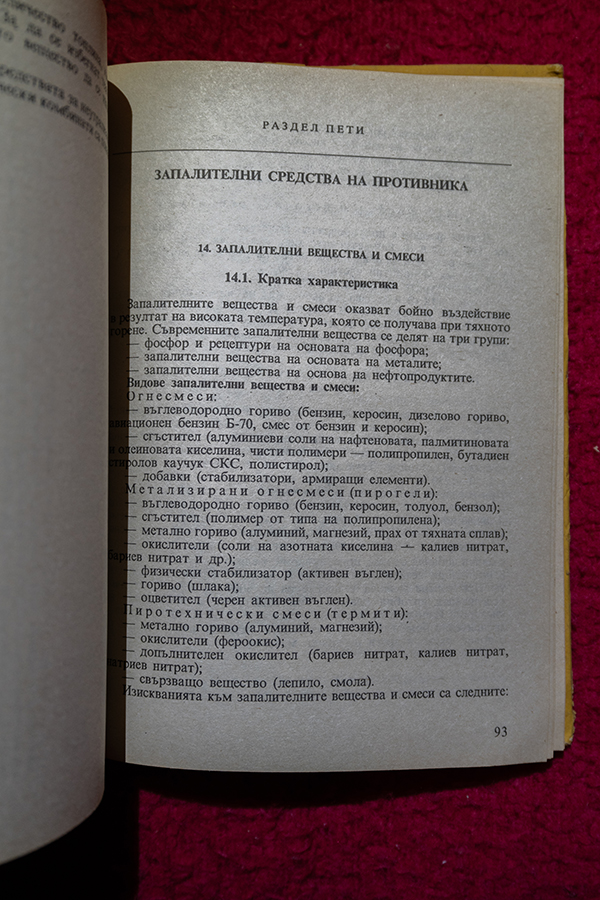 количество
да се избегнат
вещество
средствата за
РАЗДЕЛ ПЕТИ
ЗАПАЛИТЕЛНИ СРЕДСТВА НА ПРОТИВНИКА
14. ЗАПАЛИТЕЛНИ ВЕЩЕСТВА И СМЕСИ
14.1. Кратка характеристика
Запалителните вещества и смеси оказват бойно въздействие
в резултат на високата температура, която се получава при тяхното
горене. Съвременните запалителни вещества се делят на три групи:
— фосфор и рецептури на основата на фосфора;
— запалителни вещества на основата на металите;
— запалителни вещества на основа на нефтопродуктите.
Видове запалителни вещества и смеси:
Огнесмеси:
— въглеводородно гориво (бензин, керосин, дизелово гориво,
авиационен бензин Б-70, смес от бензин и керосин);
— сгъстител (алуминиеви соли на нафтеновата, палмитиновата
и олеиновата киселина, чисти полимери — полипропилен, бутадиен
стиролов каучук СКС, полистирол);
— добавки (стабилизатори, армиращи елементи).
Метализирани огнесмеси (пирогели):
— въглеводородно гориво (бензин, керосин, толуол, бензол);
— сгъстител (полимер от типа на полипропилена);
— метално гориво (алуминий, магнезий, прах от тяхната сплав);
— окислители (соли на азотната киселина — калиев нитрат,
бариев нитрат и др.);
— физически стабилизатор (активен въглен);
— гориво (шлака);
— оцветител (черен активен въглен).
Пиротехнически смеси (термити):
— метално гориво (алуминий, магнезий);
— окислители (фероокис);
— допълнителен окислител (бариев нитрат, калиев нитрат,
натриев нитрат);
— свързващо вещество (лепило, смола).
Изискванията към запалителните вещества и смеси са следните:
93